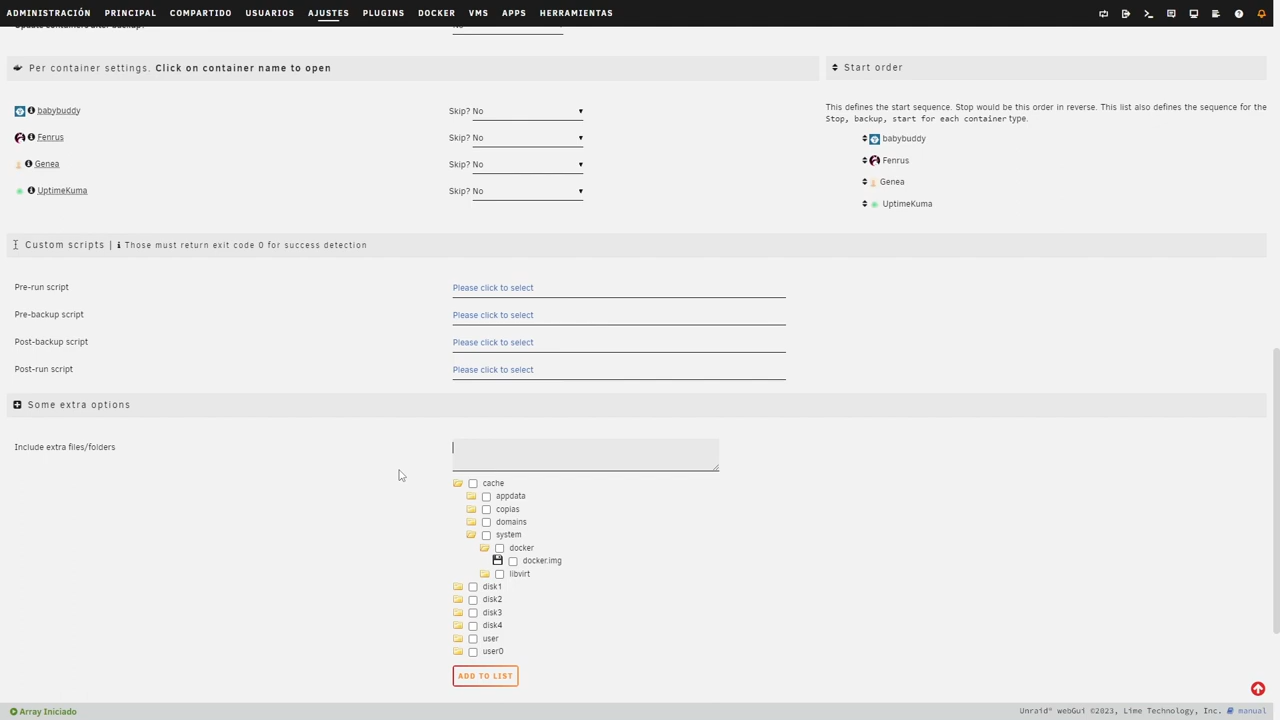 ADMINISTRACIÓN PRINCIPAL COMPARTIDO USUARIOS AJUSTES PLUGINS DOCKER VMS APPS HERRAMIENTAS
Update containers after backup? No
Per container settings. Click on container name to open
Start order
babybuddy Skip? No
Fenrus Skip? No
Genea Skip? No
UptimeKuma Skip? No
This defines the start sequence. Stop would be this order in reverse. This list also defines the sequence for the
Stop, backup, start for each container type.
babybuddy
Fenrus
Genea
UptimeKuma
Custom scripts | Those must return exit code 0 for success detection
Pre-run script Please click to select
Pre-backup script Please click to select
Post-backup script Please click to select
Post-run script Please click to select
Some extra options
Include extra files/folders
cache
appdata
copias
domains
system
docker
docker.img
libvirt
disk1
disk2
disk3
disk4
user
user0
ADD TO LIST
Array Iniciado
Unraid® webGui ©2023, Lime Technology, Inc. manual